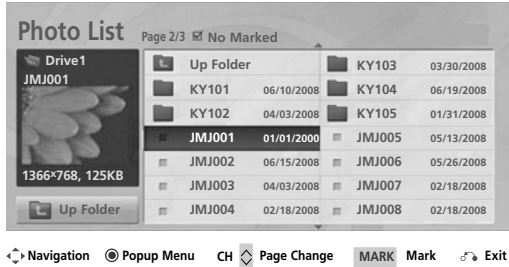 Photo List Page 2/3 No Marked
Drive1
JMJ001
1366×768, 125KB
Up Folder
Up Folder
KY101 06/10/2008
KY102 04/03/2008
JMJ001 01/01/2000
JMJ002 06/15/2008
JMJ003 04/03/2008
JMJ004 02/18/2008
KY103 03/30/2008
KY104 06/19/2008
KY105 01/31/2008
JMJ005 05/13/2008
JMJ006 05/26/2008
JMJ007 02/18/2008
JMJ008 02/18/2008
Navigation Popup Menu CH Page Change MARK Mark Exit